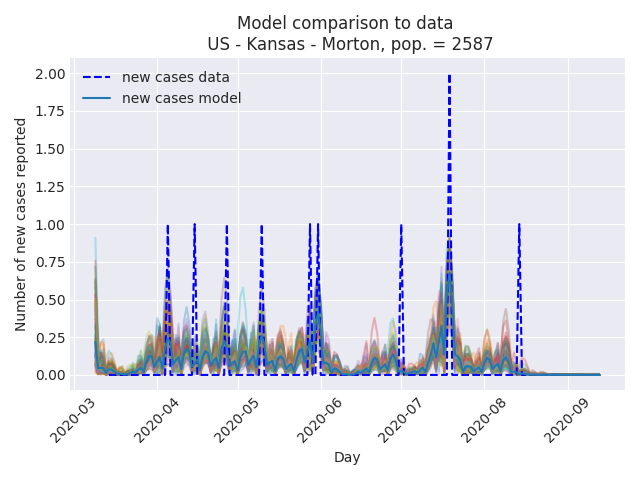 Model comparison to data
US - Kansas - Morton, pop. = 2587
new cases data
new cases model
Number of new cases reported
2.00
1.75
1.50
1.25
1.00
0.75
0.50
0.25
0.00
2020-03
2020-04
2020-05
2020-06
2020-07
2020-08
2020-09
Day